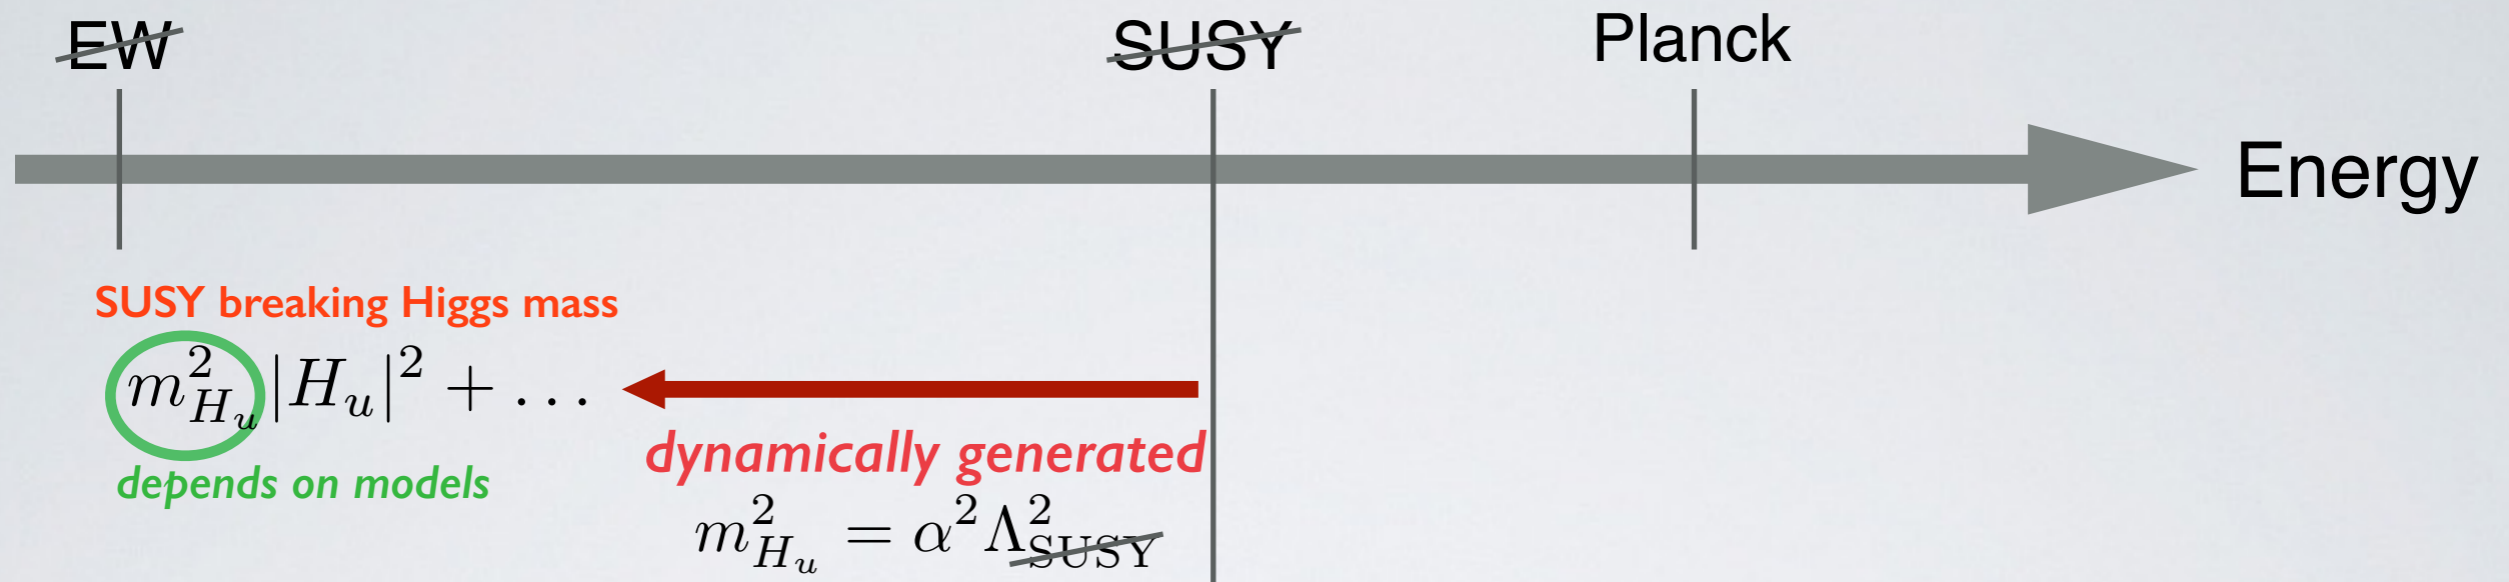 EW
SUSY
Planck
Energy
SUSY breaking Higgs mass
m²_{H_u} |H_u|² + ...
depends on models
dynamically generated
m²_{H_u} = α²Λ²_{SUSY}